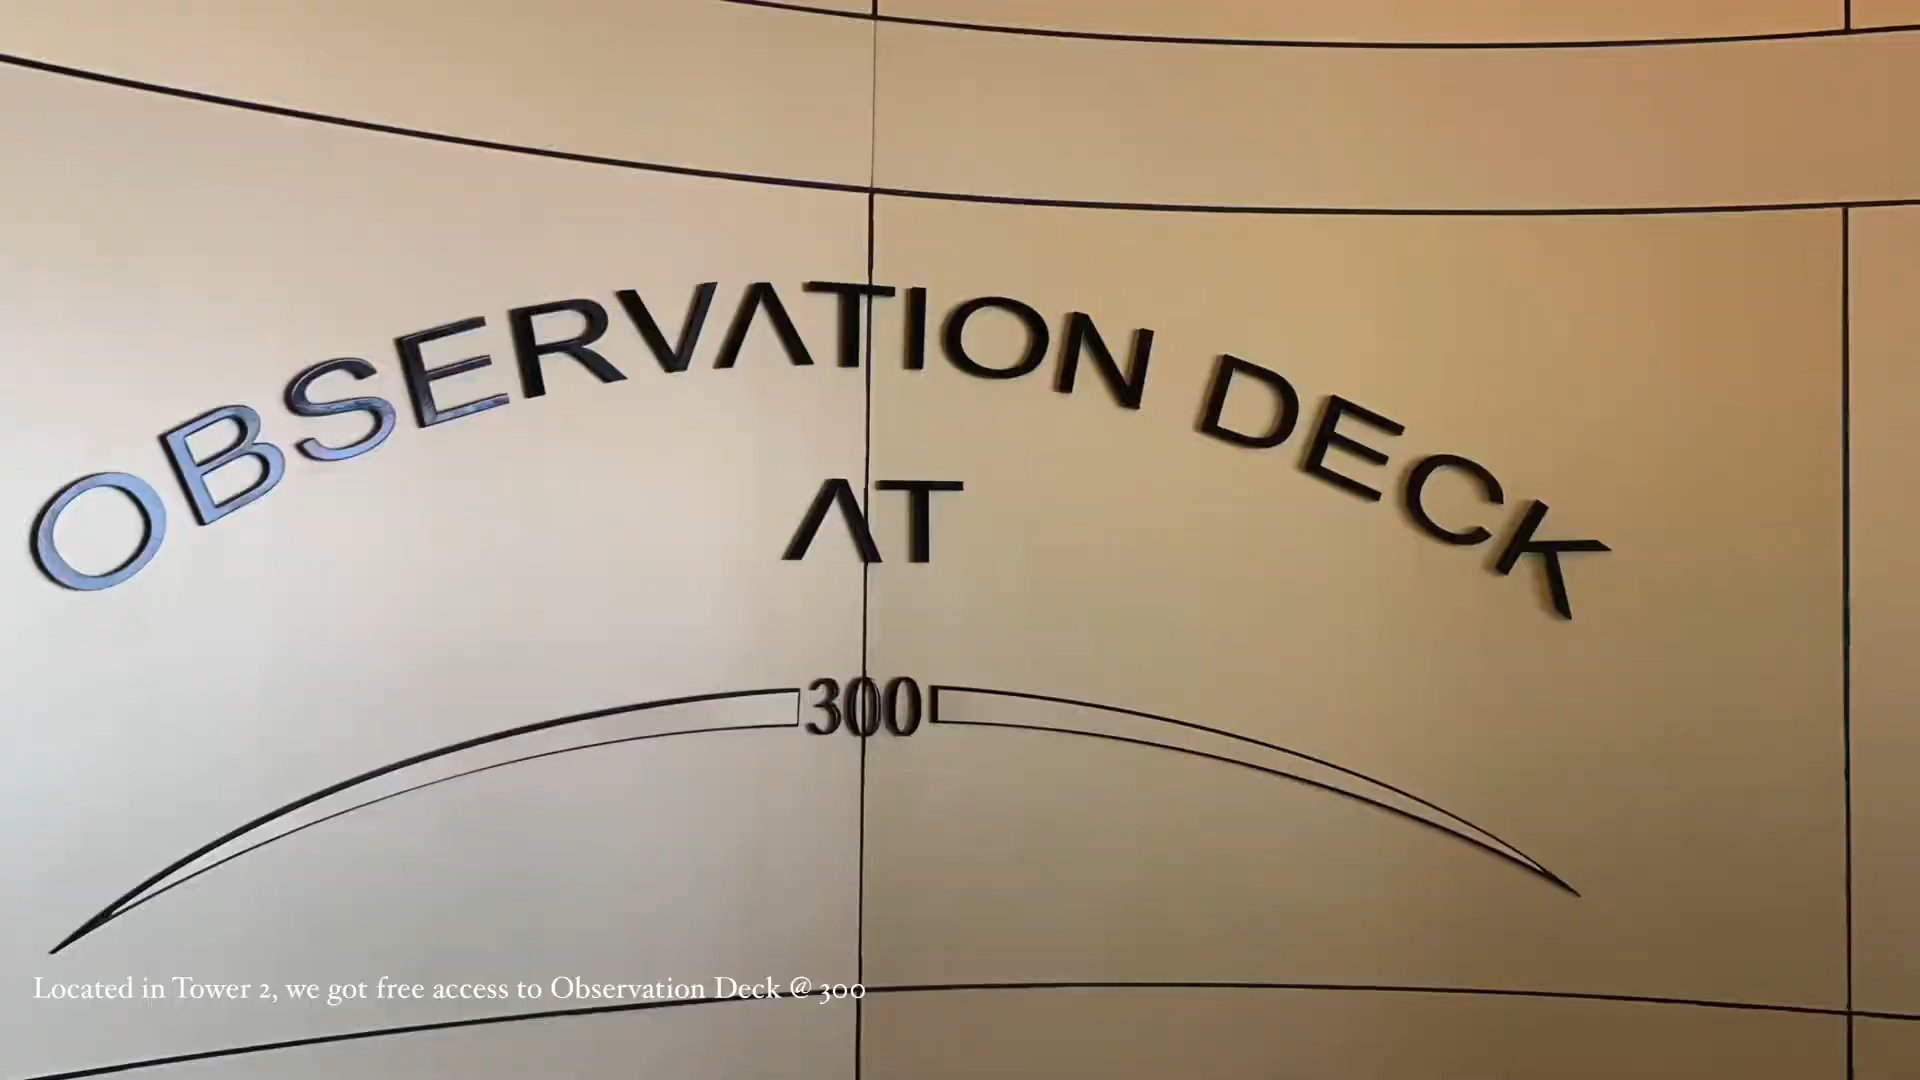 OBSERVATION DECK
AT
300
Located in Tower 2, we got free access to Observation Deck @ 300